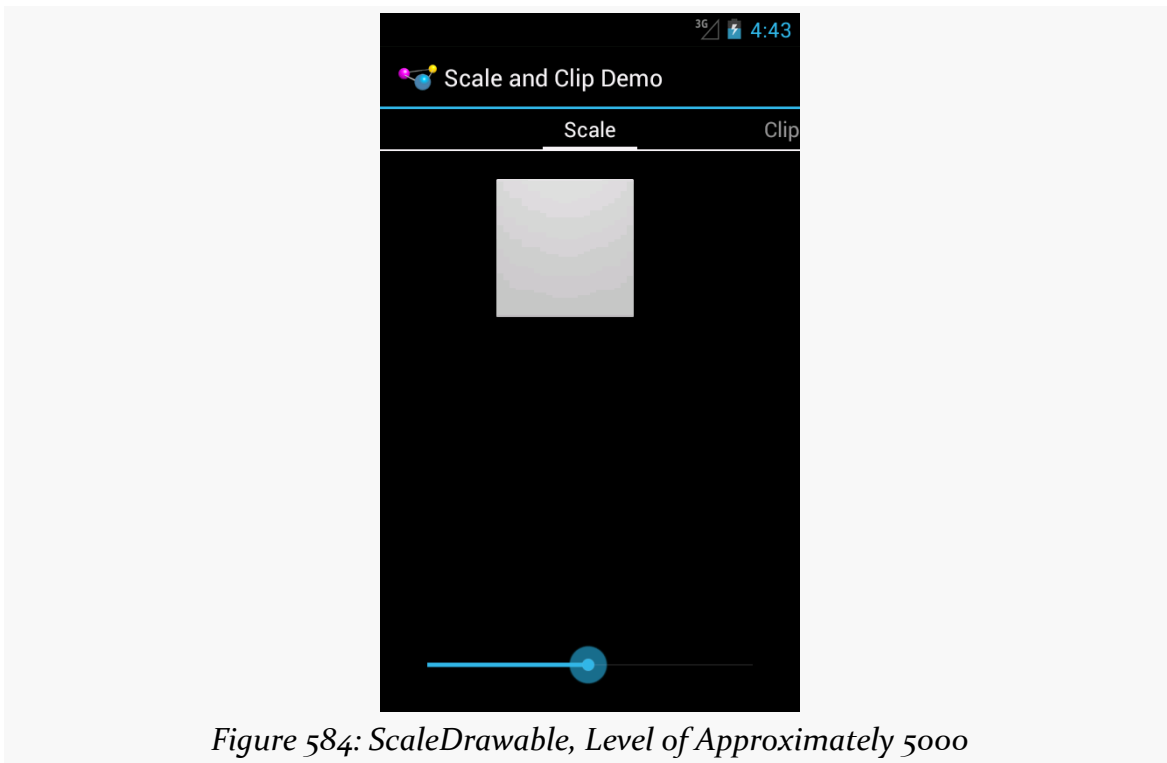 3G 4:43
Scale and Clip Demo
Scale Clip
Figure 584: ScaleDrawable, Level of Approximately 5000